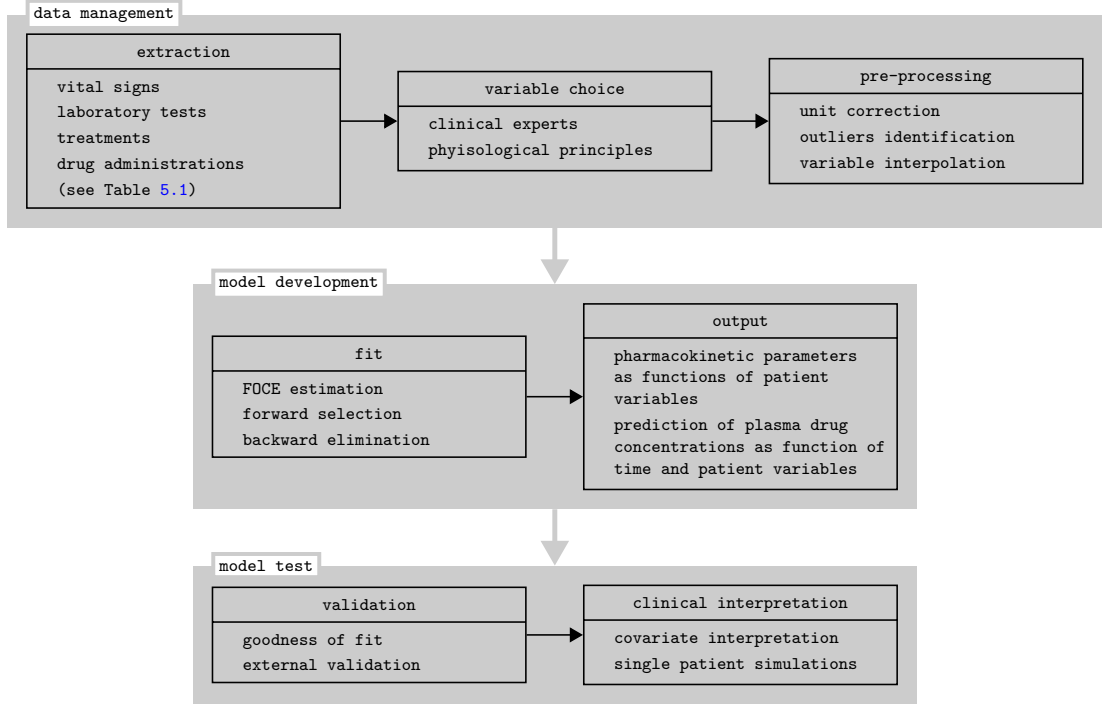 data management
extraction
vital signs
laboratory tests
treatments
drug administrations
(see Table 5.1)
variable choice
clinical experts
phyisological principles
pre-processing
unit correction
outliers identification
variable interpolation
model development
fit
FOCE estimation
forward selection
backward elimination
output
pharmacokinetic parameters
as functions of patient
variables
prediction of plasma drug
concentrations as function of
time and patient variables
model test
validation
goodness of fit
external validation
clinical interpretation
covariate interpretation
single patient simulations